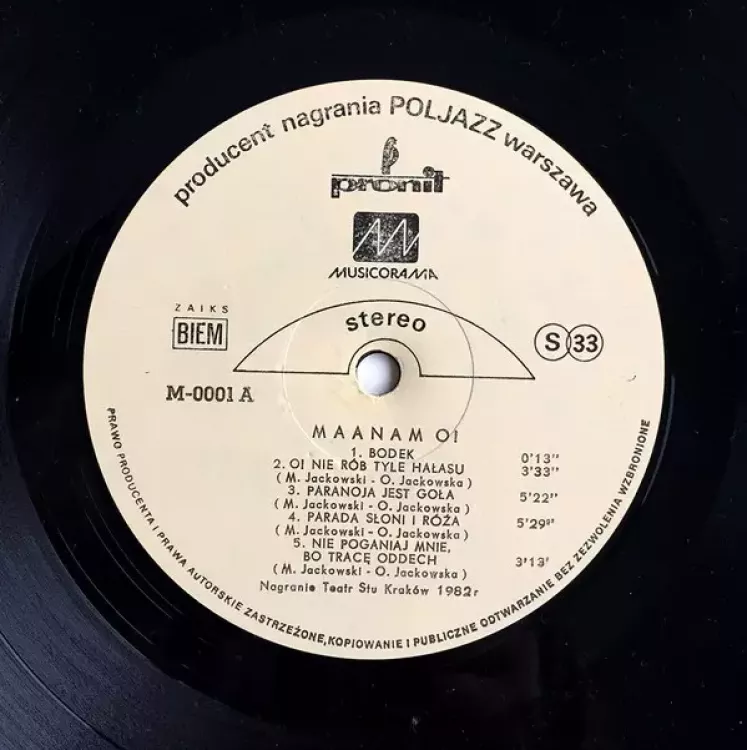 producent nagrania POLJAZZ warszawa
pronit
MUSICORAMA
ZAIKS
BIEM
stereo
S 33
M-0001 A
MAANAM O!
1. BODEK 0'13"
2. O! NIE RÓB TYLE HAŁASU 3'33"
( M. Jackowski - O. Jackowska )
3. PARANOJA JEST GOŁA 5'22"
( M. Jackowski - O. Jackowska )
4. PARADA SŁONI I RÓŻA 5'29"
( M. Jackowski - O. Jackowska )
5. NIE POGANIAJ MNIE,
BO TRACĘ ODDECH 3'13'
( M. Jackowski - O. Jackowska )
Nagranie Teatr Stu Kraków 1982r
PRAWO PRODUCENTA I PRAWA AUTORSKIE ZASTRZEŻONE, KOPIOWANIE I PUBLICZNE ODTWARZANIE BEZ ZEZWOLENIA WZBRONIONE